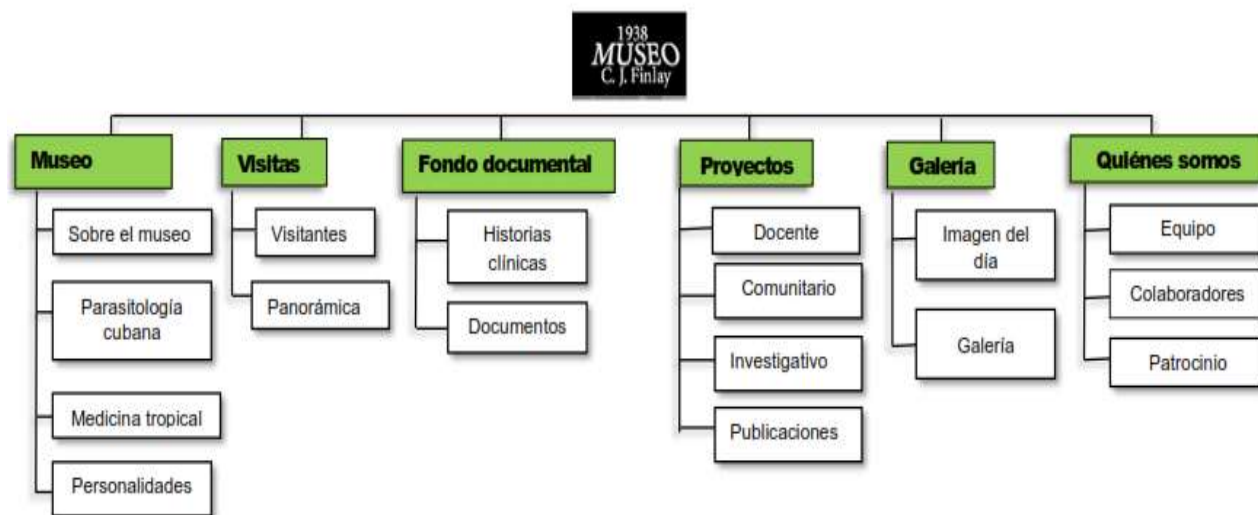 1938
MUSEO
C. J. Finlay
Museo
Sobre el museo
Parasitología
cubana
Medicina tropical
Personalidades
Visitas
Visitantes
Panorámica
Fondo documental
Historias
clínicas
Documentos
Proyectos
Docente
Comunitario
Investigativo
Publicaciones
Galería
Imagen del
día
Galería
Quiénes somos
Equipo
Colaboradores
Patrocinio